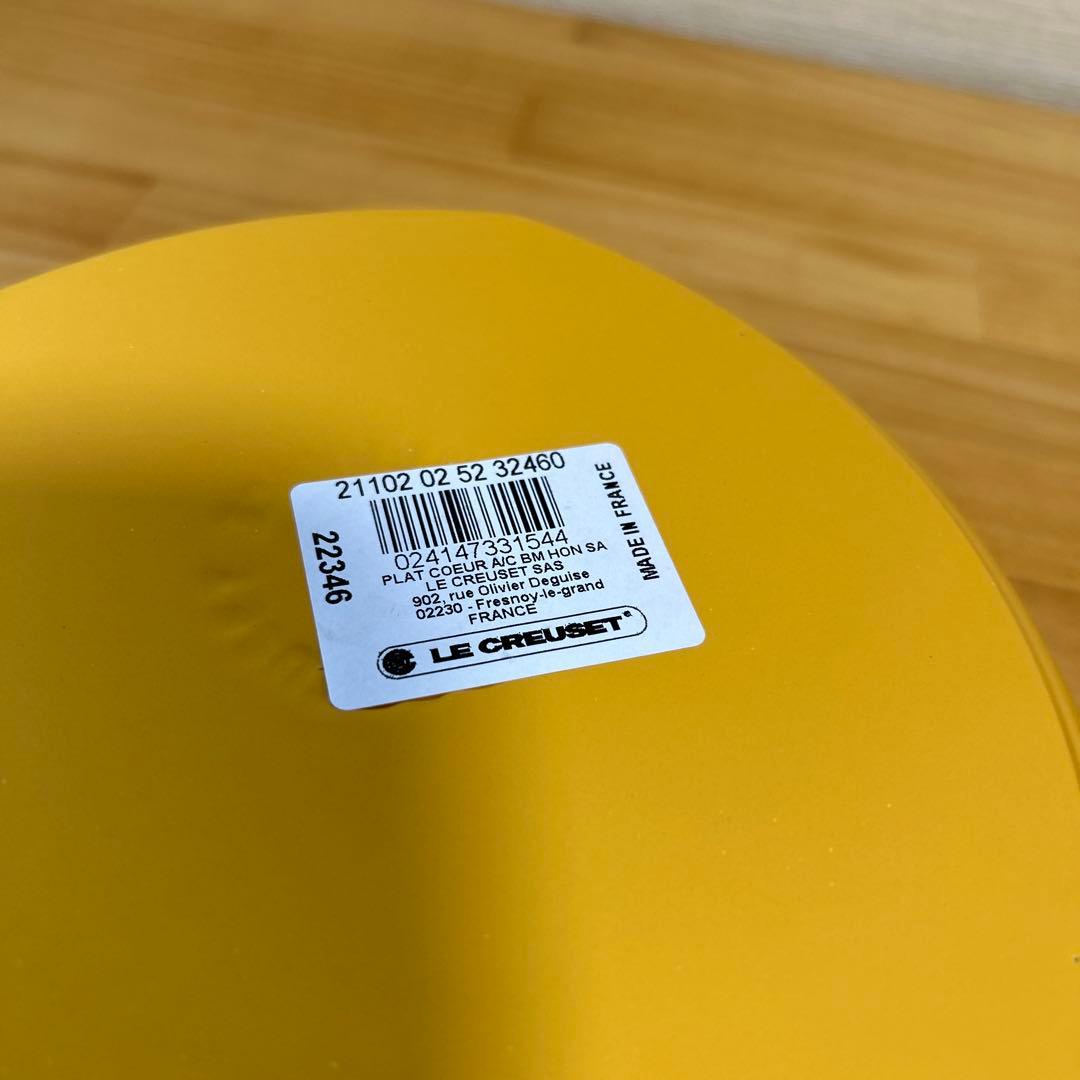 21102 02 52 32460
024147331544
PLAT COEUR A/C BM HON SA
LE CREUSET SAS
902, rue Olivier Deguise
02230 - Fresnoy-le-grand
FRANCE
LE CREUSET®
22346
MADE IN FRANCE